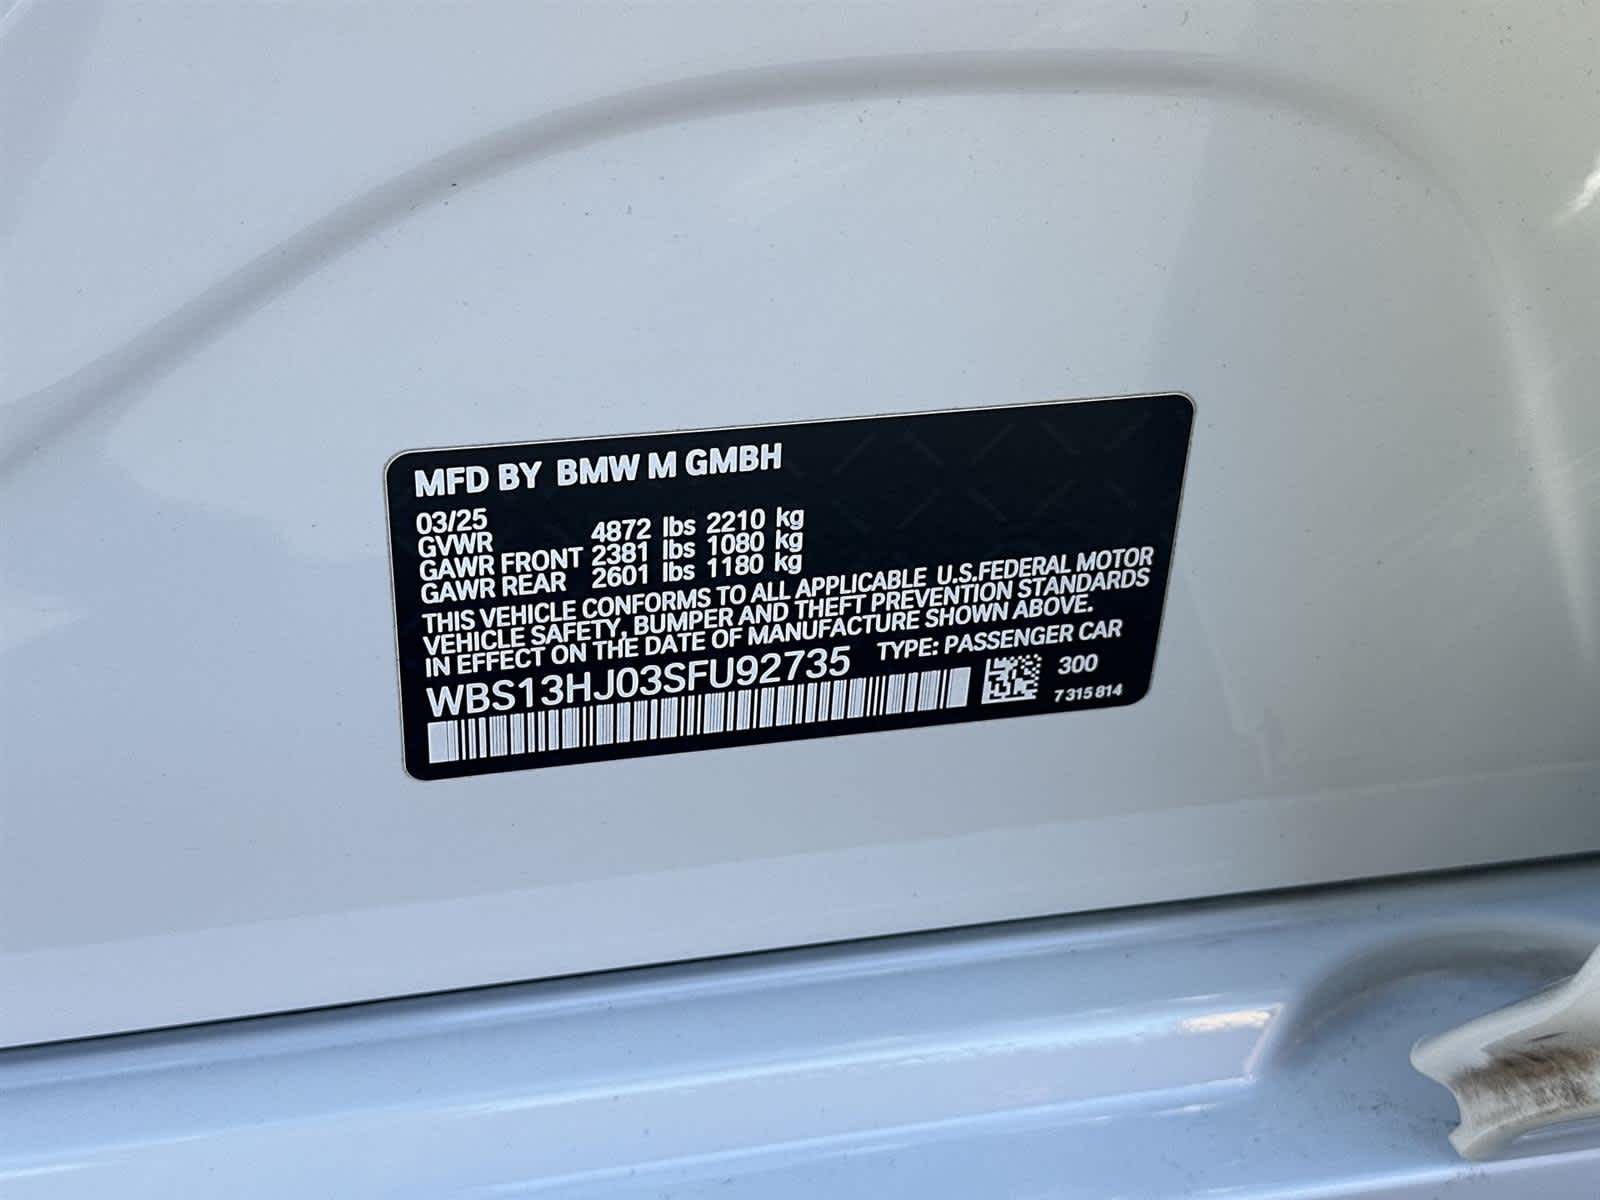 MFD BY BMW M GMBH
03/25
GVWR 4872 lbs 2210 kg
GAWR FRONT 2381 lbs 1080 kg
GAWR REAR 2601 lbs 1180 kg
THIS VEHICLE CONFORMS TO ALL APPLICABLE U.S.FEDERAL MOTOR
VEHICLE SAFETY, BUMPER AND THEFT PREVENTION STANDARDS
IN EFFECT ON THE DATE OF MANUFACTURE SHOWN ABOVE.
WBS13HJ03SFU92735 TYPE: PASSENGER CAR
300
7 315 814